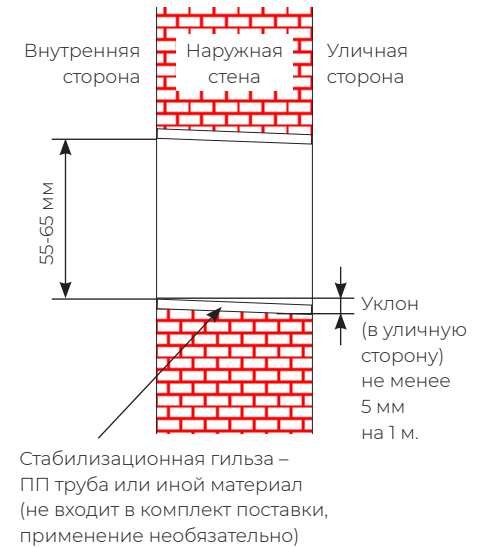 Внутренняя
сторона
Наружная
стена
Уличная
сторона
55-65 мм
Уклон
(в уличную
сторону)
не менее
5 мм
на 1 м.
Стабилизационная гильза –
ПП труба или иной материал
(не входит в комплект поставки,
применение необязательно)